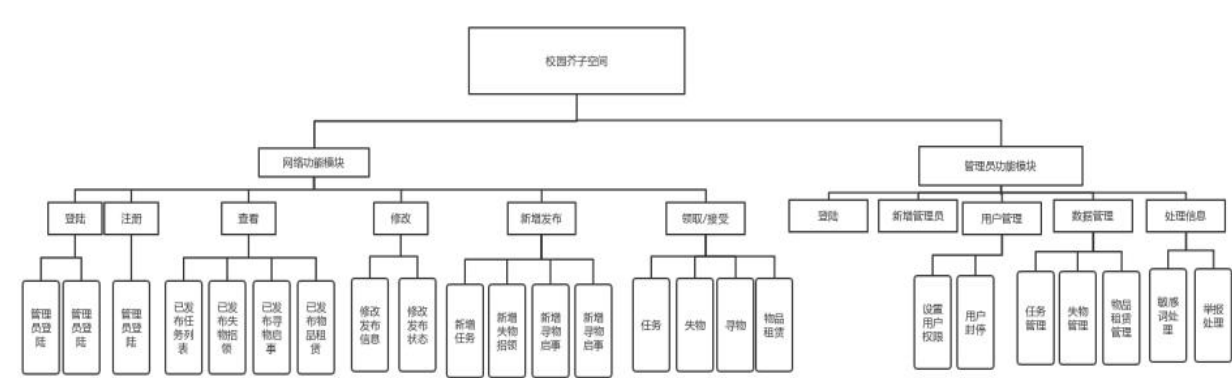 校园芥子空间
网络功能模块
管理员功能模块
登陆
注册
查看
修改
新增发布
领取/接受
登陆
新增管理员
用户管理
数据管理
处理信息
管理
员登
陆
管理
员登
陆
管理
员登
陆
已发
布任
务列
表
已发
布失
物招
领
已发
布寻
物启
事
已发
布物
品租
赁
修改
发布
信息
修改
发布
状态
新增
任务
新增
失物
招领
新增
寻物
启事
新增
寻物
启事
任务
失物
寻物
物品
租赁
设置
用户
权限
用户
封停
任务
管理
失物
管理
物品
租赁
管理
敏感
词处
理
举报
处理